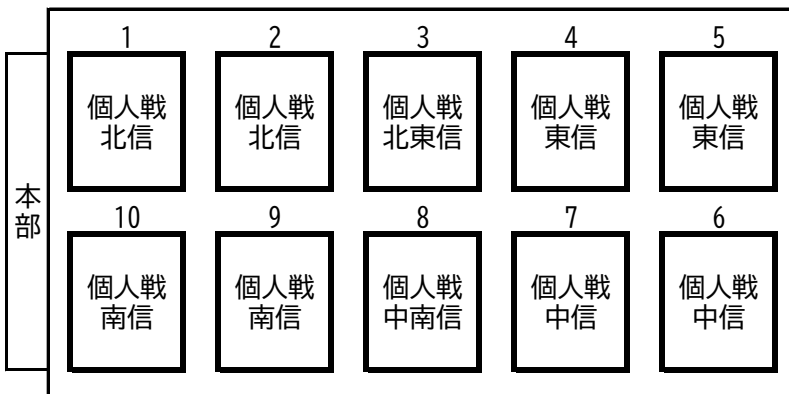 1 2 3 4 5
個人戦 個人戦 個人戦 個人戦 個人戦
北信 北信 北東信 東信 東信
本部
10 9 8 7 6
個人戦 個人戦 個人戦 個人戦 個人戦
南信 南信 中南信 中信 中信